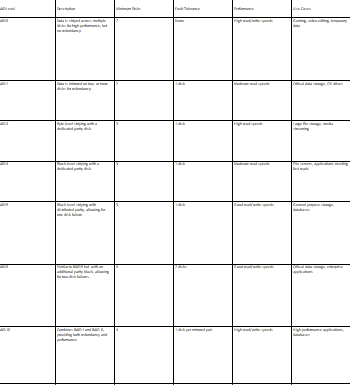 RAID Level Description Minimum Disks Fault Tolerance Performance Use Cases
RAID 0 Data is striped across multiple 2 None High read/write speeds Gaming, video editing, temporary
disks for high performance, but data
no redundancy.
RAID 1 Data is mirrored on two or more 2 1 disk Moderate read speeds Critical data storage, OS drives
disks for redundancy.
RAID 3 Byte-level striping with a 3 1 disk High read speeds Large file storage, media
dedicated parity disk. streaming
RAID 4 Block-level striping with a 3 1 disk Moderate read speeds File servers, applications needing
dedicated parity disk. fast reads
RAID 5 Block-level striping with 3 1 disk Good read/write speeds General-purpose storage,
distributed parity, allowing for databases
one disk failure.
RAID 6 Similar to RAID 5 but with an 4 2 disks Good read/write speeds Critical data storage, enterprise
additional parity block, allowing applications
for two disk failures.
RAID 10 Combines RAID 1 and RAID 0, 4 1 disk per mirrored pair High read/write speeds High-performance applications,
providing both redundancy and databases
performance.